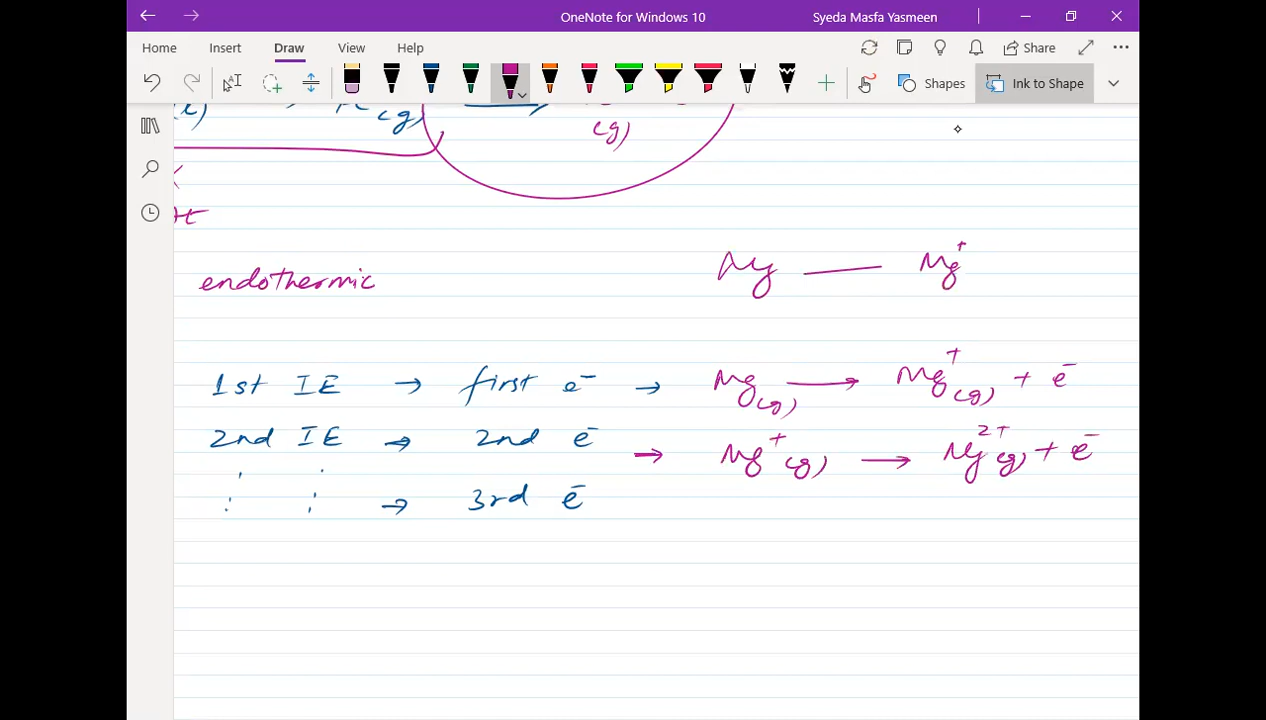 OneNote for Windows 10
Syeda Masfa Yasmeen
Home Insert Draw View Help Share
Shapes Ink to Shape
(l) (g) (g)
endothermic Mg — Mg⁺
1st IE → first e⁻ → Mg(g) → Mg⁺(g) + e⁻
2nd IE → 2nd e⁻ → Mg⁺(g) → Mg²⁺(g) + e⁻
⋮ ⋮ → 3rd e⁻